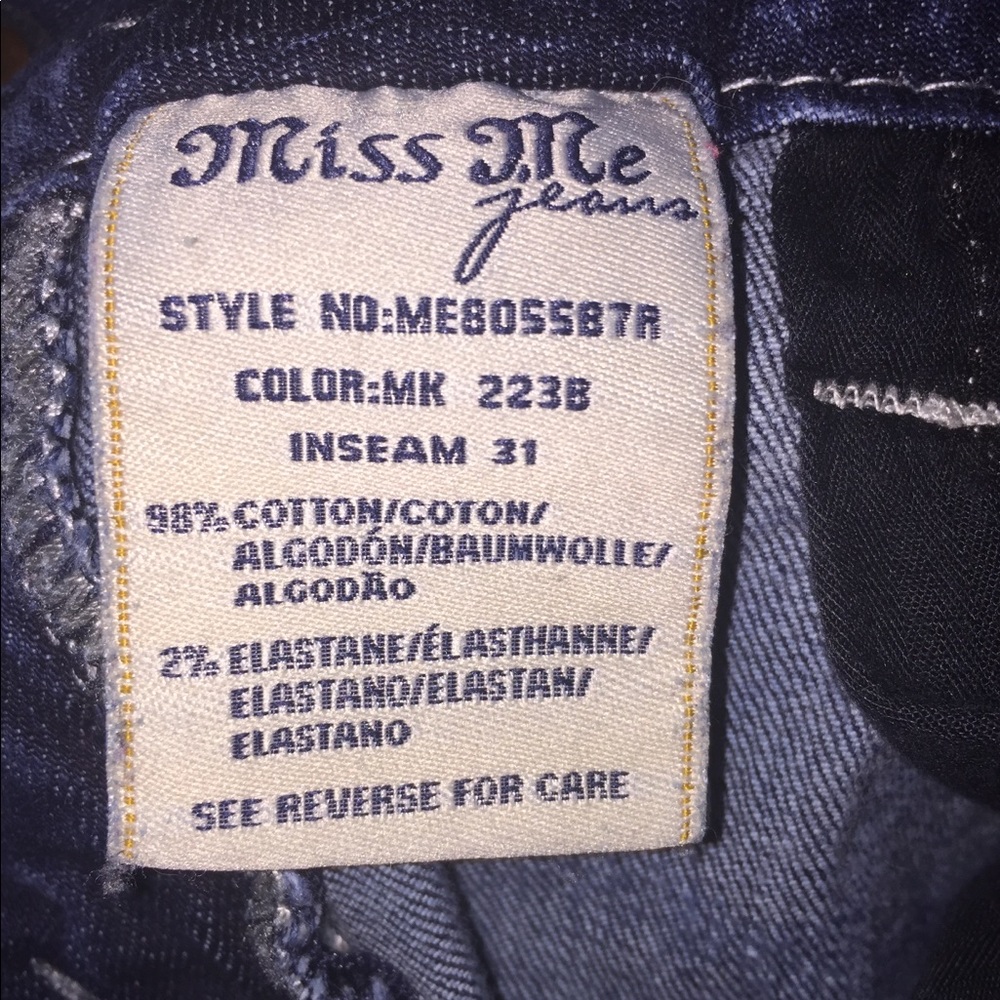 Miss Me
jeans
STYLE NO:ME8055B7R
COLOR:MK 223B
INSEAM 31
98% COTTON/COTON/
ALGODÓN/BAUMWOLLE/
ALGODÃO
2% ELASTANE/ÉLASTHANNE/
ELASTANO/ELASTAN/
ELASTANO
SEE REVERSE FOR CARE